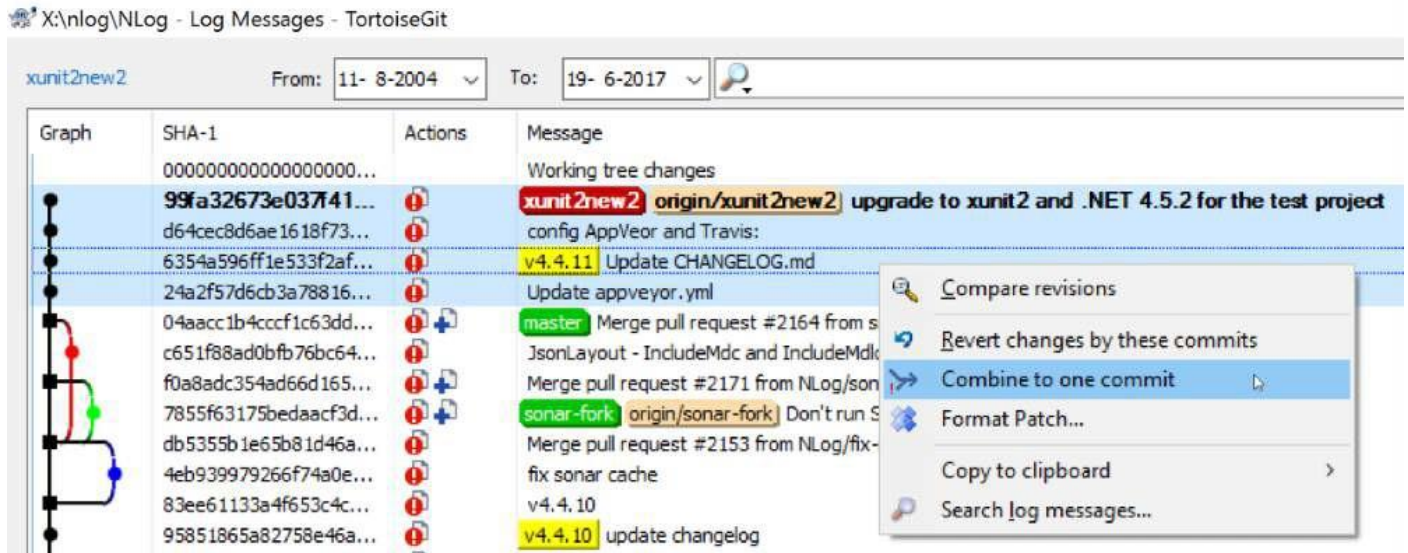 X:\nlog\NLog - Log Messages - TortoiseGit
xunit2new2 From: 11- 8-2004 To: 19- 6-2017
Graph SHA-1 Actions Message
00000000000000000000... Working tree changes
99fa32673e037f41... xunit2new2 origin/xunit2new2 upgrade to xunit2 and .NET 4.5.2 for the test project
d64cec8d6ae1618f73... config AppVeor and Travis:
6354a596ff1e533f2af... v4.4.11 Update CHANGELOG.md
24a2f57d6cb3a78816... Update appveyor.yml
04aacc1b4cccf1c63dd... master Merge pull request #2164 from s
c651f88ad0bfb76bc64... JsonLayout - IncludeMdc and IncludeMdlc
f0a8adc354ad66d165... Merge pull request #2171 from NLog/son
7855f63175bedaacf3d... sonar-fork origin/sonar-fork Don't run S
db5355b1e65b81d46a... Merge pull request #2153 from NLog/fix-
4eb939979266f74a0e... fix sonar cache
83ee61133a4f653c4c... v4.4.10
95851865a82758e46a... v4.4.10 update changelog
Compare revisions
Revert changes by these commits
Combine to one commit
Format Patch...
Copy to clipboard
Search log messages...